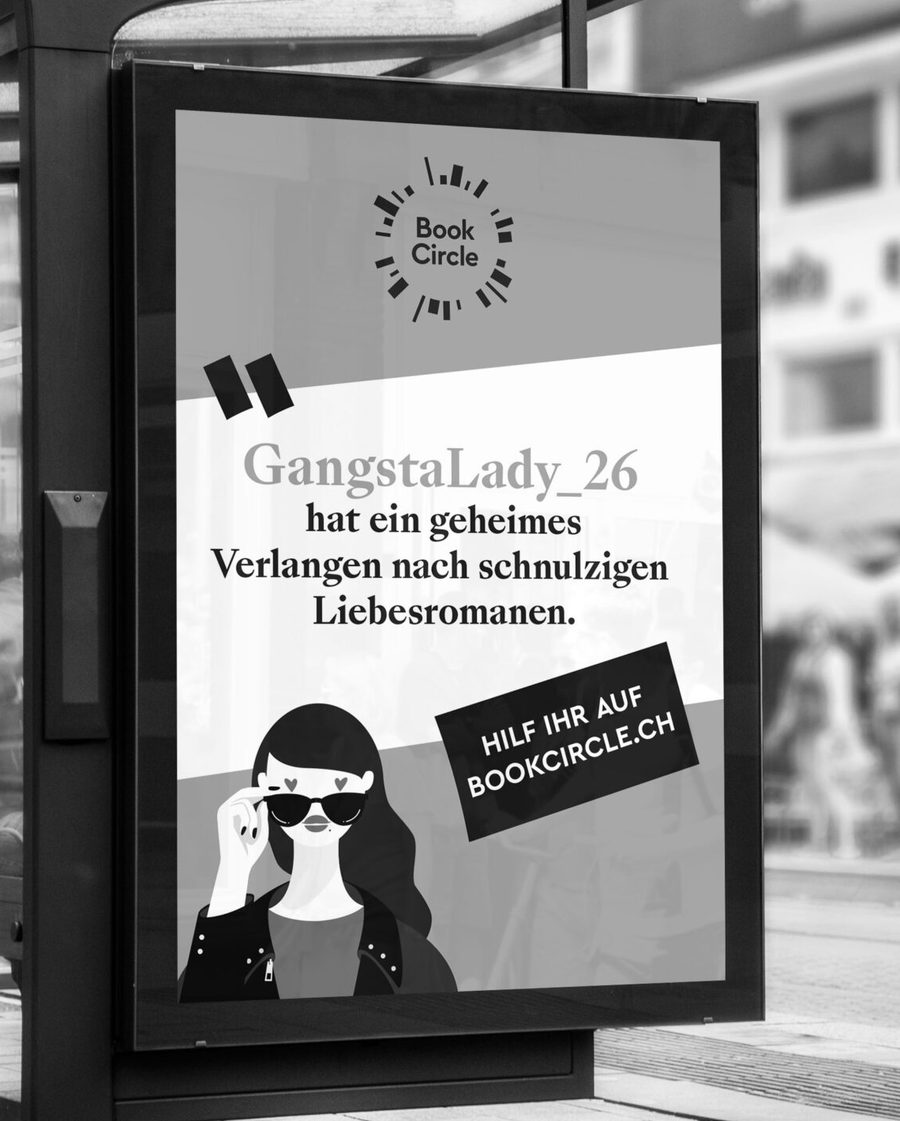 Book
Circle
GangstaLady_26
hat ein geheimes
Verlangen nach schnulzigen
Liebesromanen.
HILF IHR AUF
BOOKCIRCLE.CH